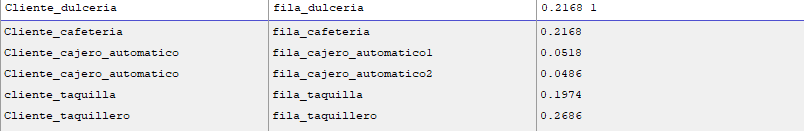 Cliente_dulceria fila_dulceria 0.2168 1
Cliente_cafeteria fila_cafeteria 0.2168
Cliente_cajero_automatico fila_cajero_automatico1 0.0518
Cliente_cajero_automatico fila_cajero_automatico2 0.0486
cliente_taquilla fila_taquilla 0.1974
Cliente_taquillero fila_taquillero 0.2686